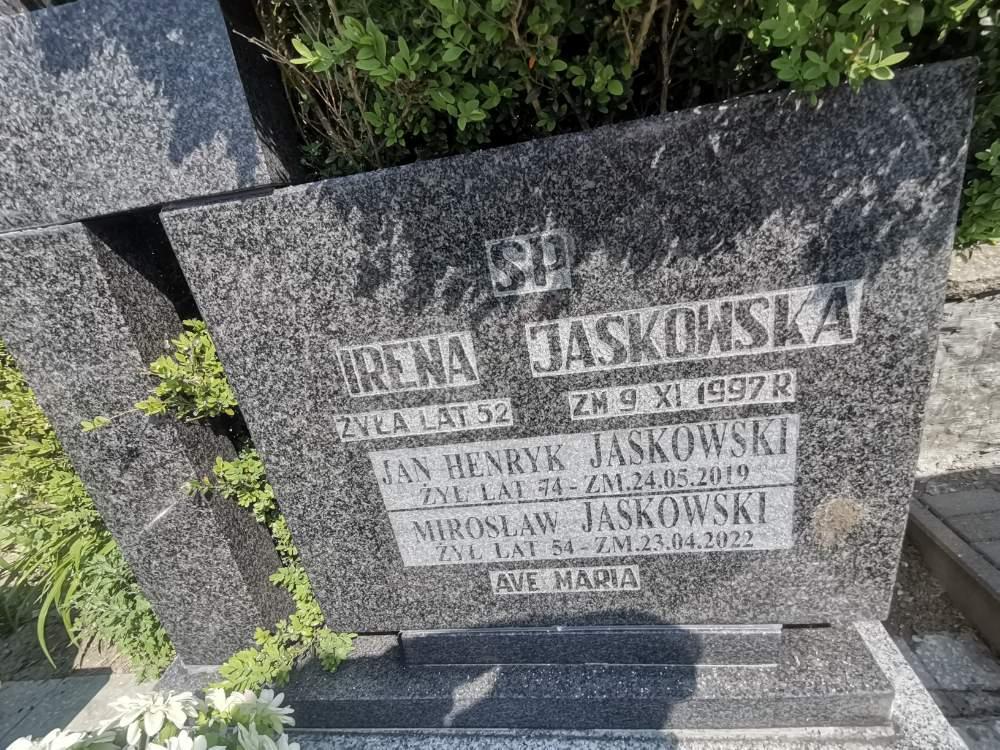 SP
IRENA JASKOWSKA
ŻYŁA LAT 52 ZM 9 XI 1997 R
JAN HENRYK JASKOWSKI
ŻYŁ LAT 74 - ZM.24.05.2019
MIROSŁAW JASKOWSKI
ŻYŁ LAT 54 - ZM.23.04.2022
AVE MARIA